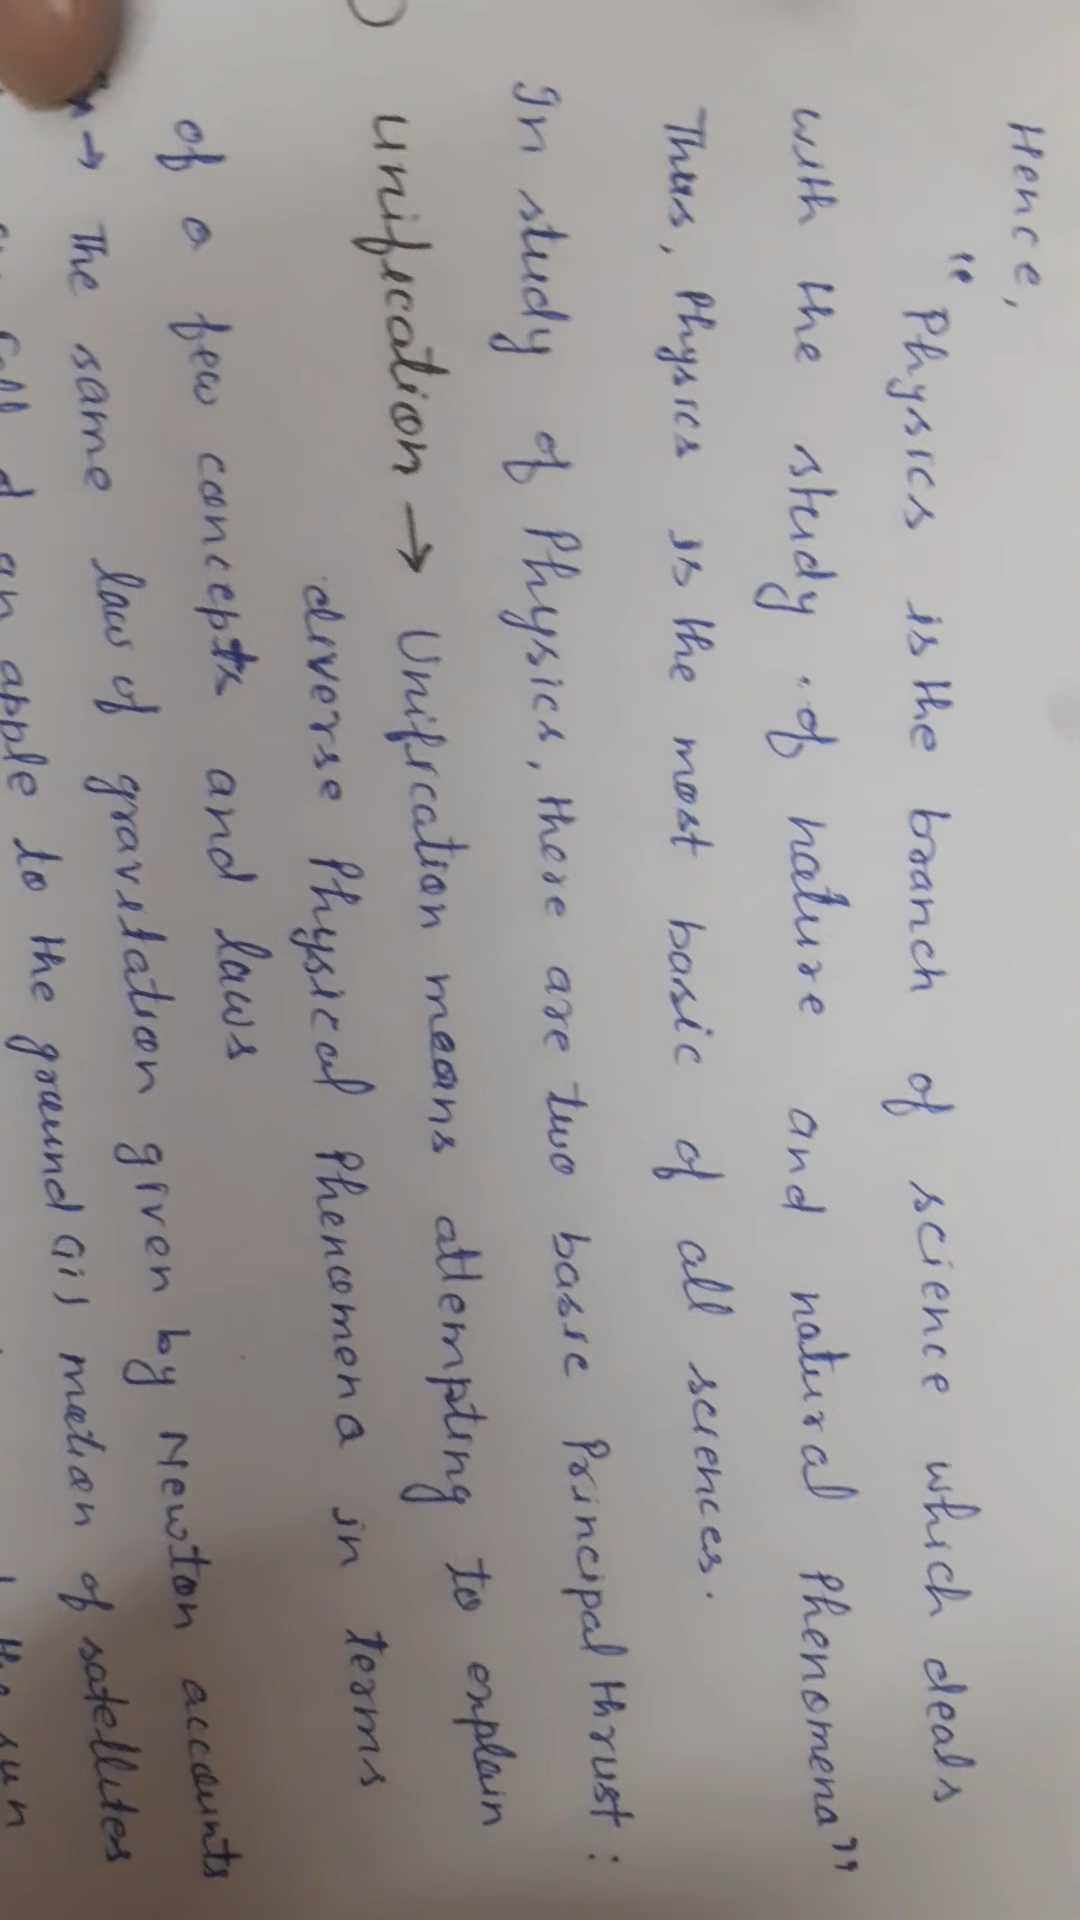 Hence,
" Physics is the branch of science which deals
with the study of nature and natural Phenomena"
Thus, Physics is the most basic of all sciences.
In study of Physics, there are two basic Principal thrust :
) Unification → Unification means attempting to explain
diverse Physical Phenomena in terms
of a few concepts and laws
→ The same law of gravitation given by Newton accounts
an apple to the ground (ii) motion of satellites
the sun